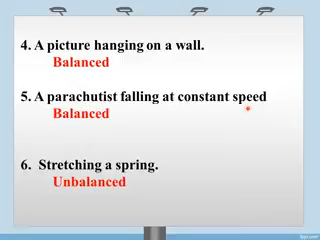 4. A picture hanging on a wall.
Balanced
5. A parachutist falling at constant speed
Balanced
6. Stretching a spring.
Unbalanced